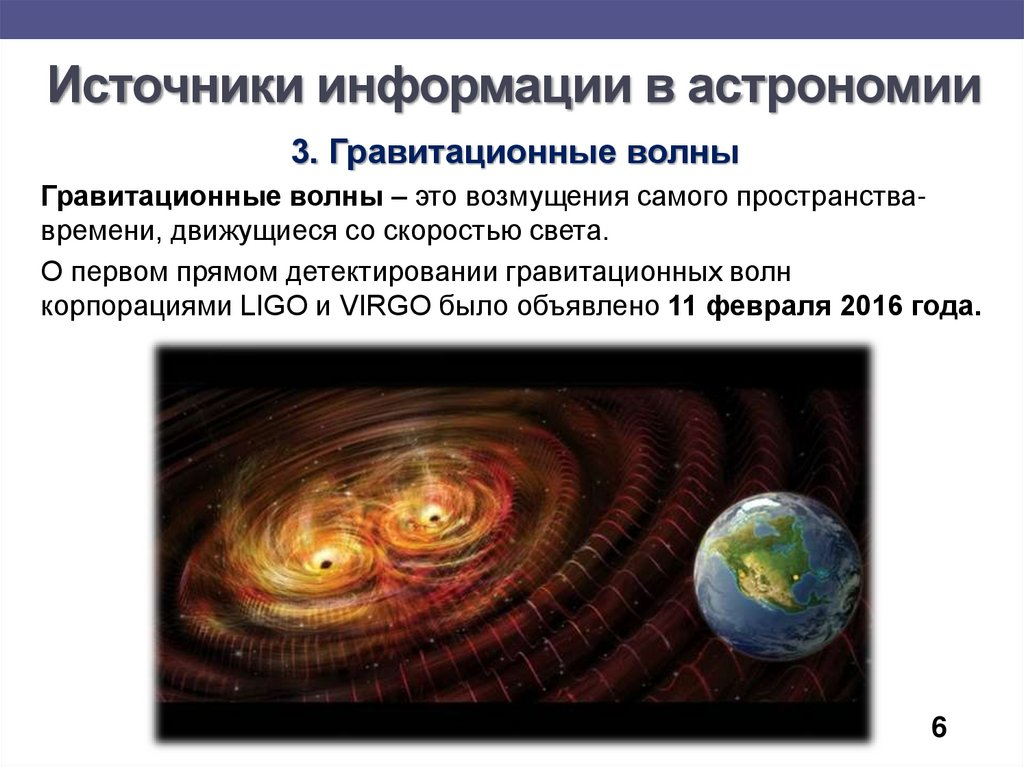 Источники информации в астрономии
3. Гравитационные волны
Гравитационные волны – это возмущения самого пространства-
времени, движущиеся со скоростью света.
О первом прямом детектировании гравитационных волн
корпорациями LIGO и VIRGO было объявлено 11 февраля 2016 года.
6